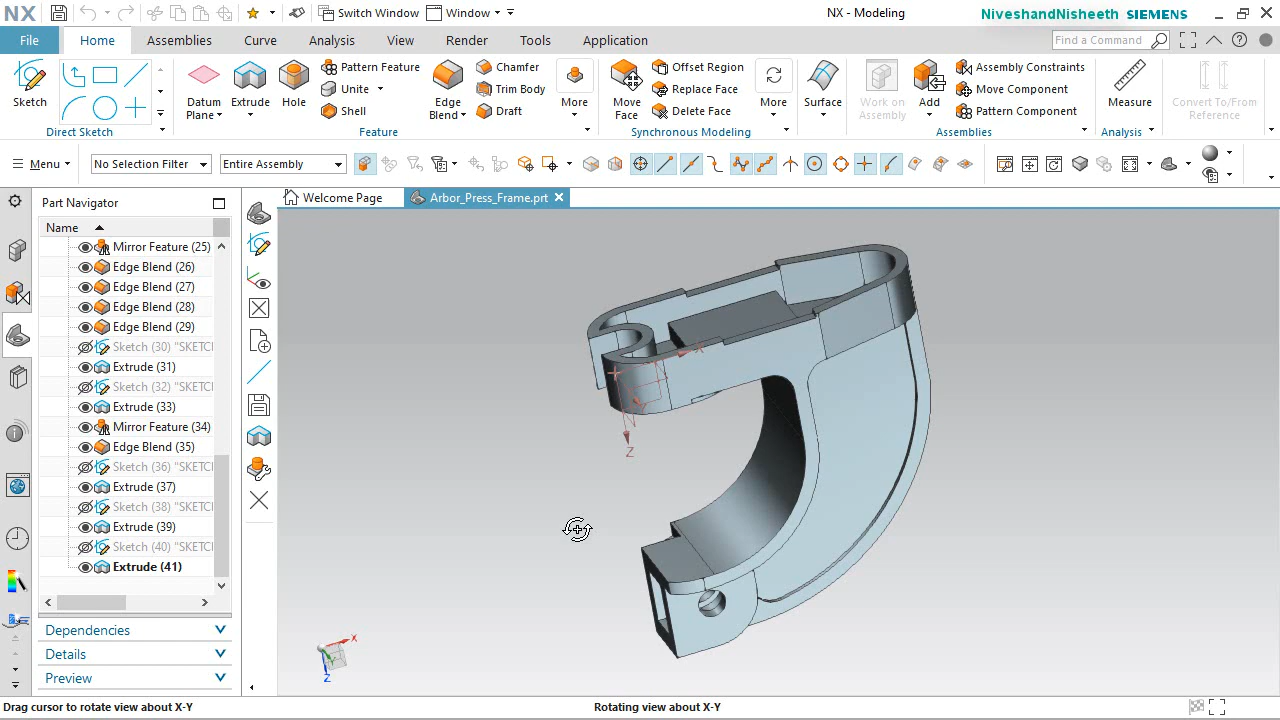 NX
Switch Window
Window
NX - Modeling
NiveshandNisheeth SIEMENS
File
Home
Assemblies
Curve
Analysis
View
Render
Tools
Application
Find a Command
Sketch
Direct Sketch
Datum Plane
Extrude
Hole
Pattern Feature
Unite
Shell
Edge Blend
Chamfer
Trim Body
Draft
More
Feature
Move Face
Offset Region
Replace Face
Delete Face
More
Synchronous Modeling
Surface
Work on Assembly
Add
Assembly Constraints
Move Component
Pattern Component
Assemblies
Measure
Analysis
Convert To/From Reference
Menu
No Selection Filter
Entire Assembly
Part Navigator
Welcome Page
Arbor_Press_Frame.prt
Name
Mirror Feature (25)
Edge Blend (26)
Edge Blend (27)
Edge Blend (28)
Edge Blend (29)
Sketch (30) "SKETC
Extrude (31)
Sketch (32) "SKETC
Extrude (33)
Mirror Feature (34)
Edge Blend (35)
Sketch (36) "SKETC
Extrude (37)
Sketch (38) "SKETC
Extrude (39)
Sketch (40) "SKETC
Extrude (41)
Dependencies
Details
Preview
X
Y
Z
X
Z
Drag cursor to rotate view about X-Y
Rotating view about X-Y